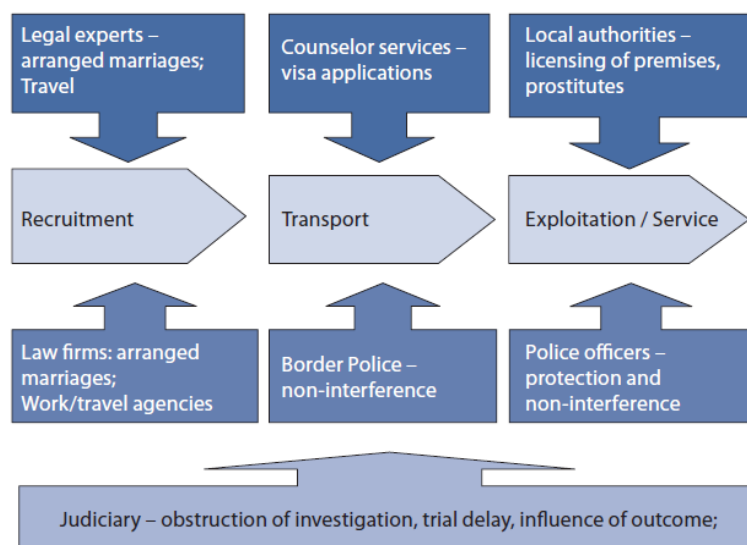 Legal experts –
arranged marriages;
Travel
Counselor services –
visa applications
Local authorities –
licensing of premises,
prostitutes
Recruitment
Transport
Exploitation / Service
Law firms: arranged
marriages;
Work/travel agencies
Border Police –
non-interference
Police officers –
protection and
non-interference
Judiciary – obstruction of investigation, trial delay, influence of outcome;